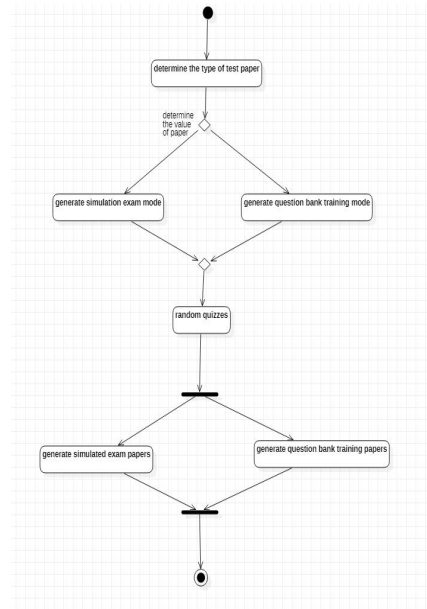 determine the type of test paper
determine
the value
of paper
generate simulation exam mode
generate question bank training mode
random quizzes
generate simulated exam papers
generate question bank training papers